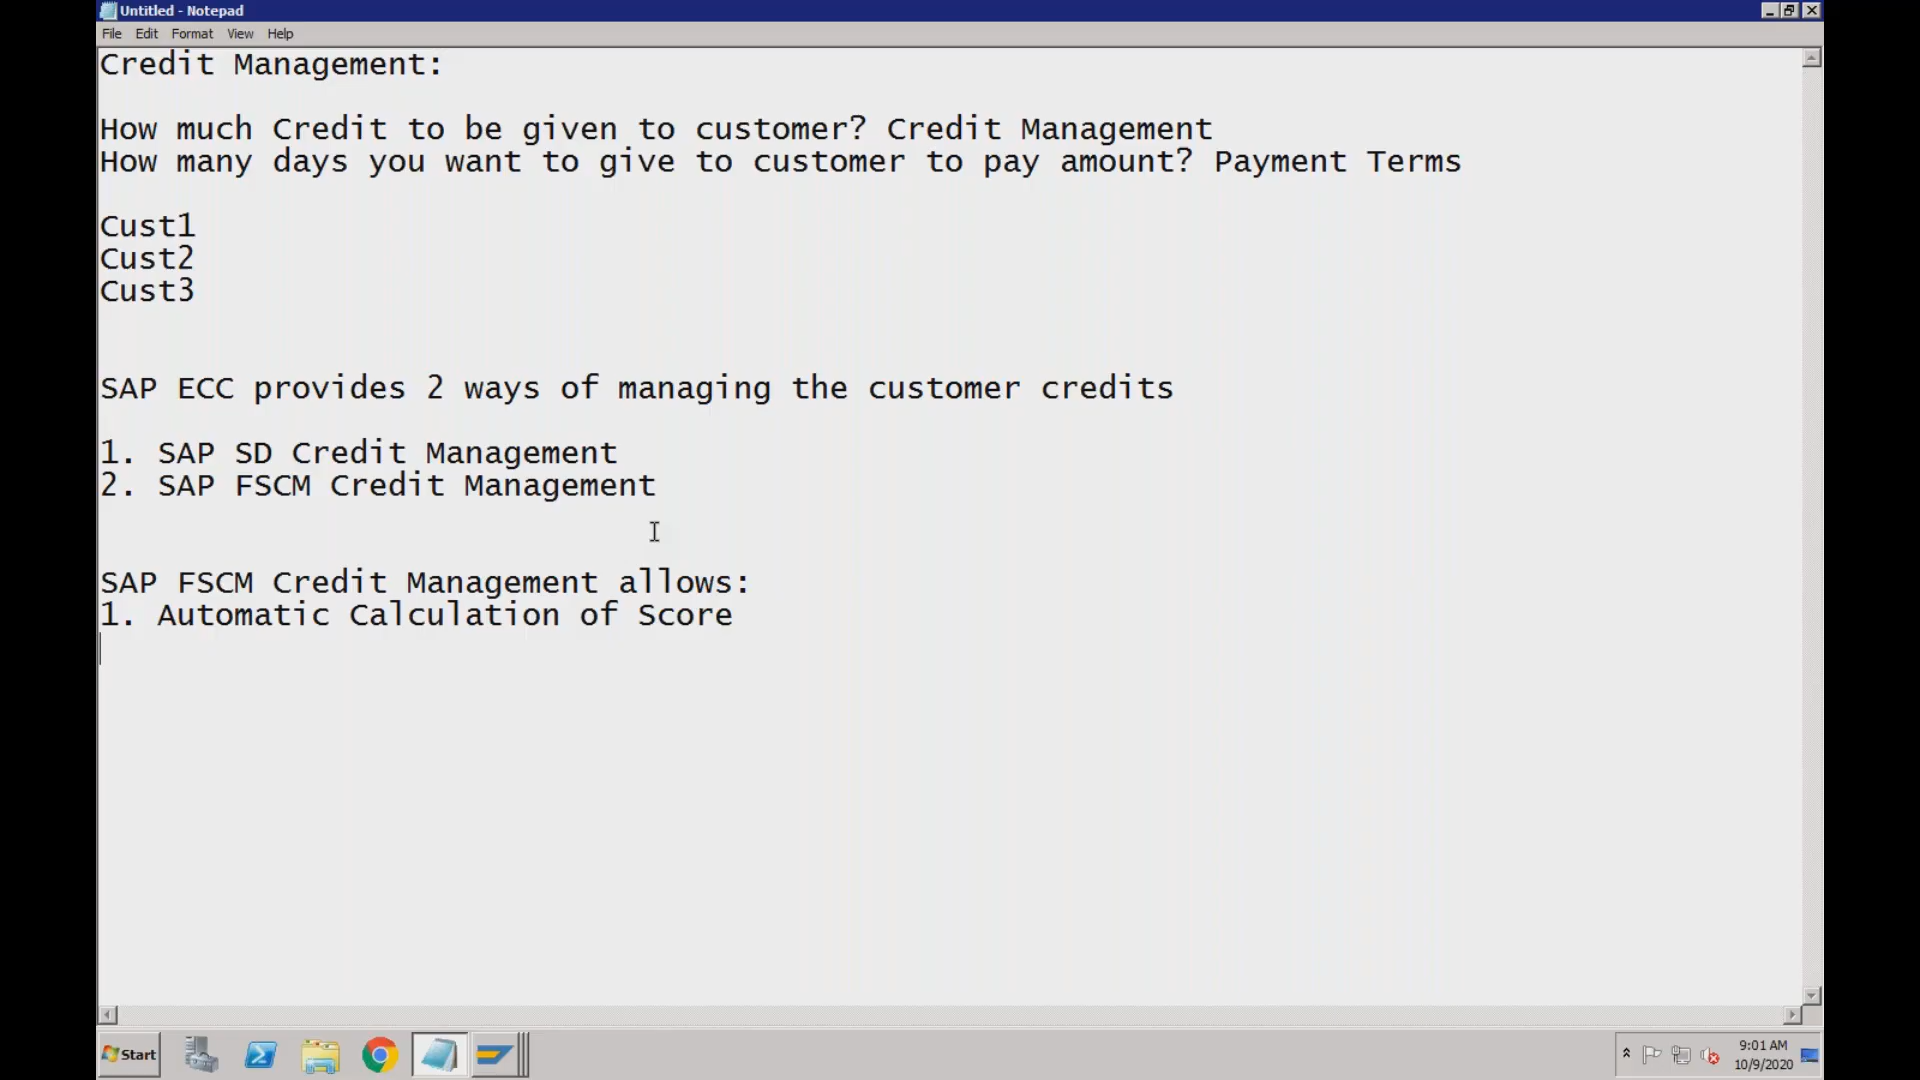 Untitled - Notepad
File Edit Format View Help
Credit Management:
How much Credit to be given to customer? Credit Management
How many days you want to give to customer to pay amount? Payment Terms
Cust1
Cust2
Cust3
SAP ECC provides 2 ways of managing the customer credits
1. SAP SD Credit Management
2. SAP FSCM Credit Management
SAP FSCM Credit Management allows:
1. Automatic Calculation of Score
Start
9:01 AM
10/9/2020